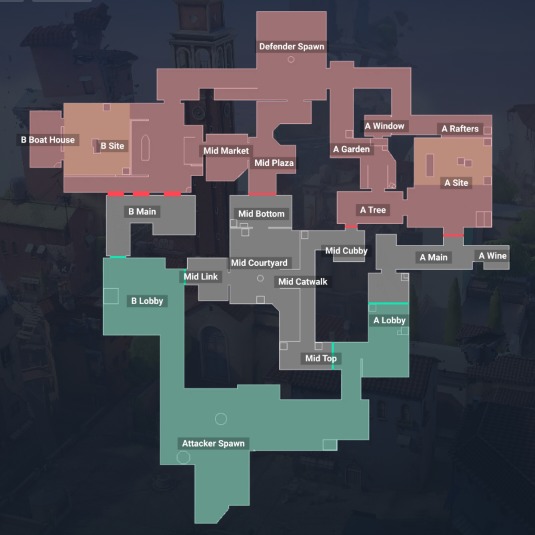 Defender Spawn
A Window
A Rafters
B Boat House
B Site
Mid Market
A Garden
Mid Plaza
A Site
B Main
Mid Bottom
A Tree
Mid Cubby
A Main
A Wine
Mid Courtyard
Mid Link
Mid Catwalk
B Lobby
A Lobby
Mid Top
Attacker Spawn